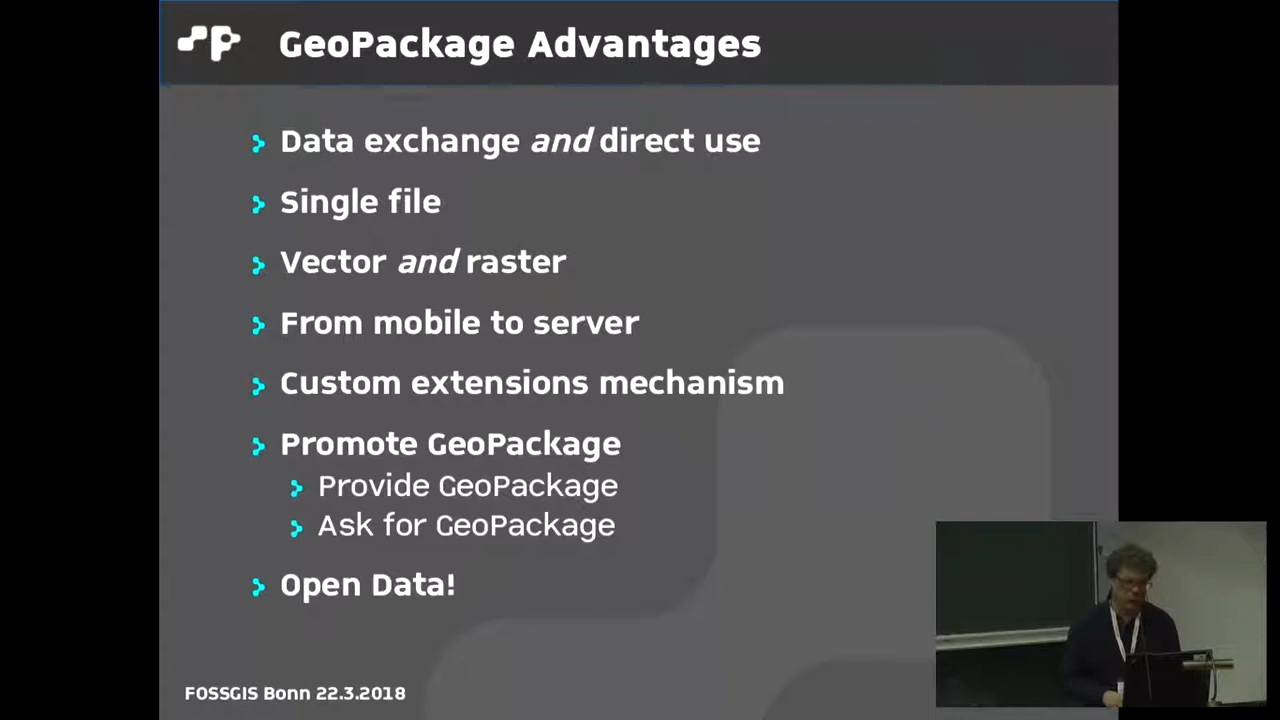 GeoPackage Advantages
Data exchange and direct use
Single file
Vector and raster
From mobile to server
Custom extensions mechanism
Promote GeoPackage
Provide GeoPackage
Ask for GeoPackage
Open Data!
FOSSGIS Bonn 22.3.2018